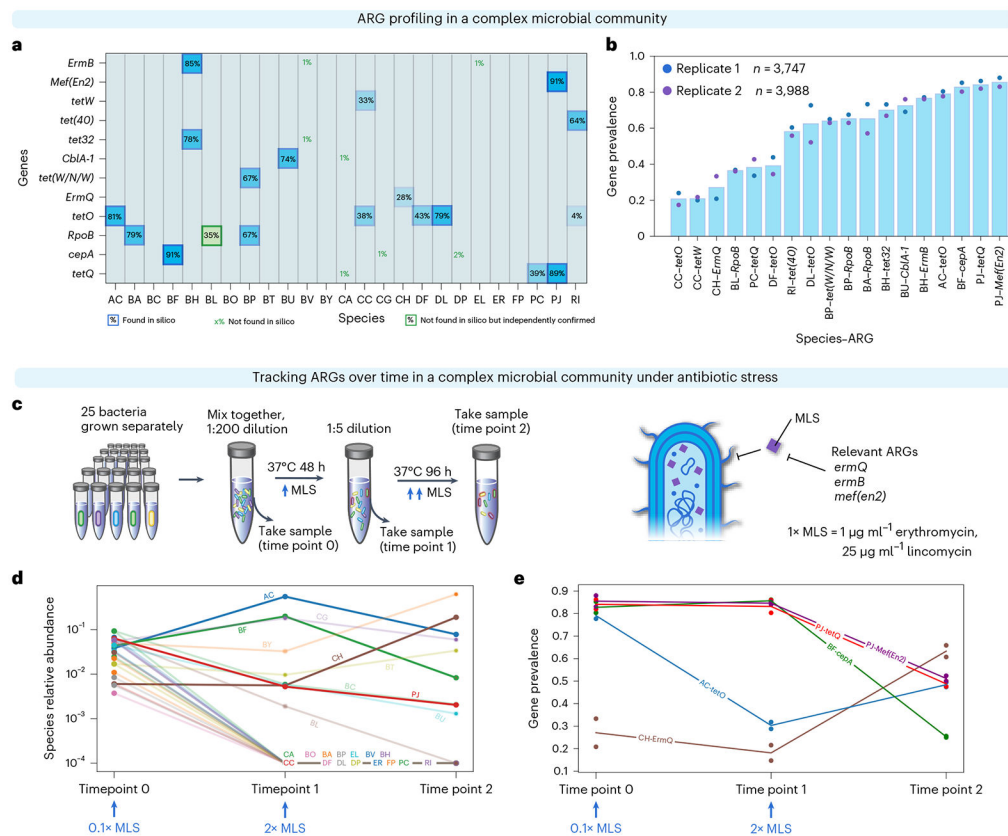 ARG profiling in a complex microbial community
a
Genes
ErmB
Mef(En2)
tetW
tet(40)
tet32
CblA-1
tet(W/N/W)
ErmQ
tetO
RpoB
cepA
tetQ
85% 1% 1%
91%
33%
64%
78% 1%
74% 1%
67%
28%
81% 38% 43% 79% 4%
79% 35% 67%
91% 1% 2%
1% 39% 89%
AC BA BC BF BH BL BO BP BT BU BV BY CA CC CG CH DF DL DP EL ER FP PC PJ RI
Species
% Found in silico
x% Not found in silico
% Not found in silico but independently confirmed
b
Gene prevalence
1.0
0.8
0.6
0.4
0.2
0
Replicate 1 n = 3,747
Replicate 2 n = 3,988
CC–tetO
CC–tetW
CH–ErmQ
BL–RpoB
PC–tetQ
DF–tetO
RI–tet(40)
DL–tetO
BP–tet(W/N/W)
BP–RpoB
BA–RpoB
BH–tet32
BU–CblA-1
BH–ErmB
AC–tetO
BF–cepA
PJ–tetQ
PJ–Mef(En2)
Species–ARG
Tracking ARGs over time in a complex microbial community under antibiotic stress
c
25 bacteria
grown separately
Mix together,
1:200 dilution
37°C 48 h
MLS
Take sample
(time point 0)
1:5 dilution
37°C 96 h
MLS
Take sample
(time point 1)
Take sample
(time point 2)
MLS
Relevant ARGs
ermQ
ermB
mef(en2)
1× MLS = 1 µg ml⁻¹ erythromycin,
25 µg ml⁻¹ lincomycin
d
Species relative abundance
10⁻¹
10⁻²
10⁻³
10⁻⁴
AC
CG
BF
BY
CH
RT
BC
PJ
BU
BL
CA BO BA BP EL BV BH
CC DF DL DP ER FP PC RI
Timepoint 0
Timepoint 1
Time point 2
0.1× MLS
2× MLS
e
Gene prevalence
0.9
0.8
0.7
0.6
0.5
0.4
0.3
0.2
0.1
PJ-tetQ
PJ-Mef(En2)
BF-cepA
AC-tetO
CH-ErmQ
Timepoint 0
Timepoint 1
Time point 2
0.1× MLS
2× MLS